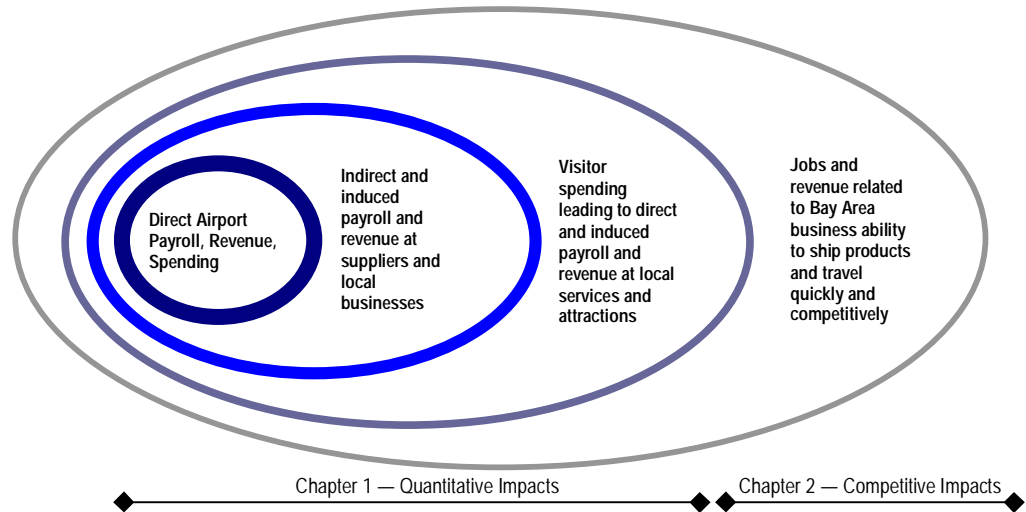 Direct Airport
Payroll, Revenue,
Spending
Indirect and
induced
payroll and
revenue at
suppliers and
local
businesses
Visitor
spending
leading to direct
and induced
payroll and
revenue at local
services and
attractions
Jobs and
revenue related
to Bay Area
business ability
to ship products
and travel
quickly and
competitively
Chapter 1 — Quantitative Impacts
Chapter 2 — Competitive Impacts